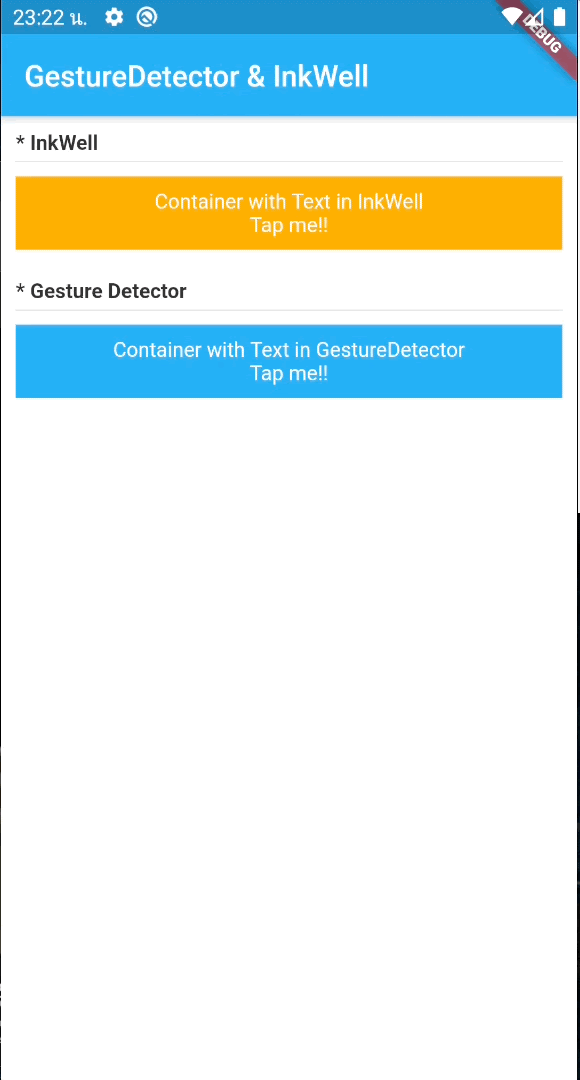 23:22 น.
DEBUG
GestureDetector & InkWell
* InkWell
Container with Text in InkWell
Tap me!!
* Gesture Detector
Container with Text in GestureDetector
Tap me!!